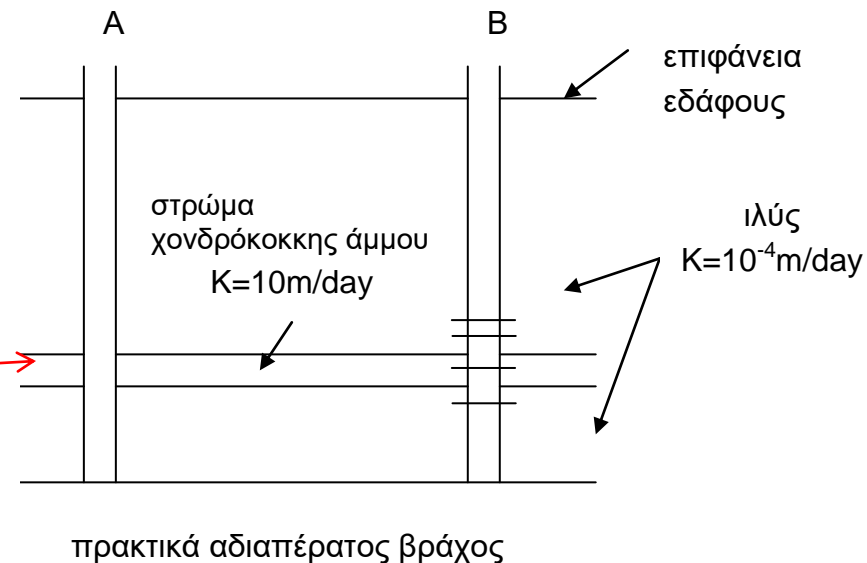 A
B
επιφάνεια
εδάφους
στρώμα
χονδρόκοκκης άμμου
K=10m/day
ιλύς
K=10⁻⁴m/day
πρακτικά αδιαπέρατος βράχος